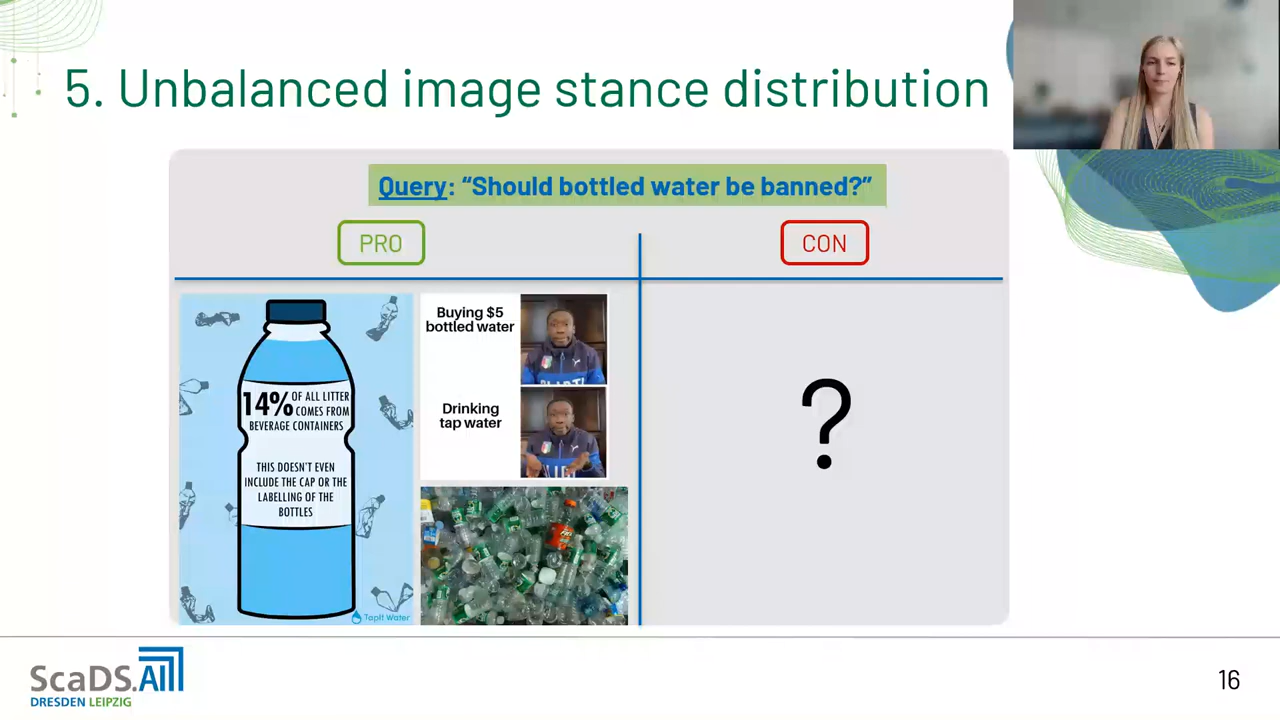 5. Unbalanced image stance distribution
Query: “Should bottled water be banned?”
PRO
CON
14% OF ALL LITTER
COMES FROM
BEVERAGE CONTAINERS
THIS DOESN'T EVEN
INCLUDE THE CAP OR THE
LABELLING OF THE
BOTTLES
TapIt Water
Buying $5
bottled water
Drinking
tap water
?
ScaDS.AI
DRESDEN LEIPZIG
16